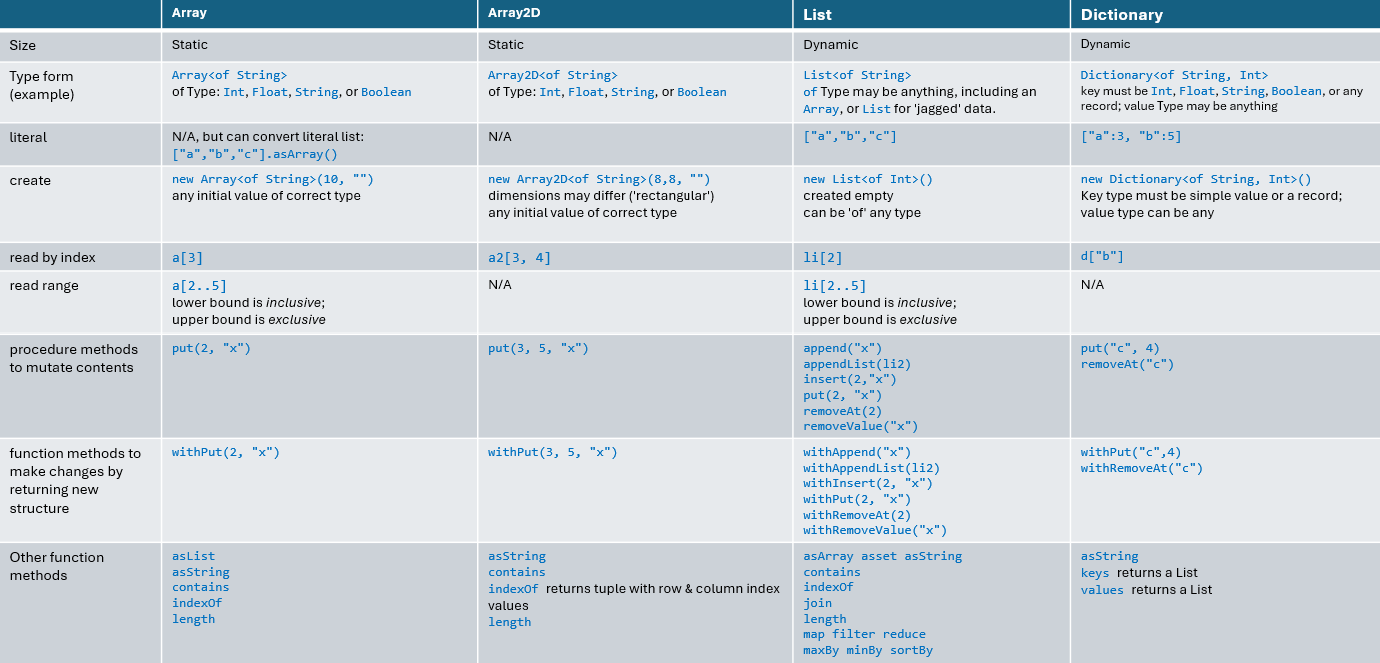 Array Array2D List Dictionary
Size Static Static Dynamic Dynamic
Type form
(example)
Array<of String>
of Type: Int, Float, String, or Boolean
Array2D<of String>
of Type: Int, Float, String, or Boolean
List<of String>
of Type may be anything, including an
Array, or List for 'jagged' data.
Dictionary<of String, Int>
key must be Int, Float, String, Boolean, or any
record; value Type may be anything
literal
N/A, but can convert literal list:
["a","b","c"].asArray()
N/A
["a","b","c"]
["a":3, "b":5]
create
new Array<of String>(10, "")
any initial value of correct type
new Array2D<of String>(8,8, "")
dimensions may differ ('rectangular')
any initial value of correct type
new List<of Int>()
created empty
can be 'of' any type
new Dictionary<of String, Int>()
Key type must be simple value or a record;
value type can be any
read by index a[3] a2[3, 4] li[2] d["b"]
read range
a[2..5]
lower bound is inclusive;
upper bound is exclusive
N/A
li[2..5]
lower bound is inclusive;
upper bound is exclusive
N/A
procedure methods
to mutate contents
put(2, "x")
put(3, 5, "x")
append("x")
appendList(li2)
insert(2,"x")
put(2, "x")
removeAt(2)
removeValue("x")
put("c", 4)
removeAt("c")
function methods to
make changes by
returning new
structure
withPut(2, "x")
withPut(3, 5, "x")
withAppend("x")
withAppendList(li2)
withInsert(2, "x")
withPut(2, "x")
withRemoveAt(2)
withRemoveValue("x")
withPut("c",4)
withRemoveAt("c")
Other function
methods
asList
asString
contains
indexOf
length
asString
contains
indexOf returns tuple with row & column index
values
length
asArray asset asString
contains
indexOf
join
length
map filter reduce
maxBy minBy sortBy
asString
keys returns a List
values returns a List